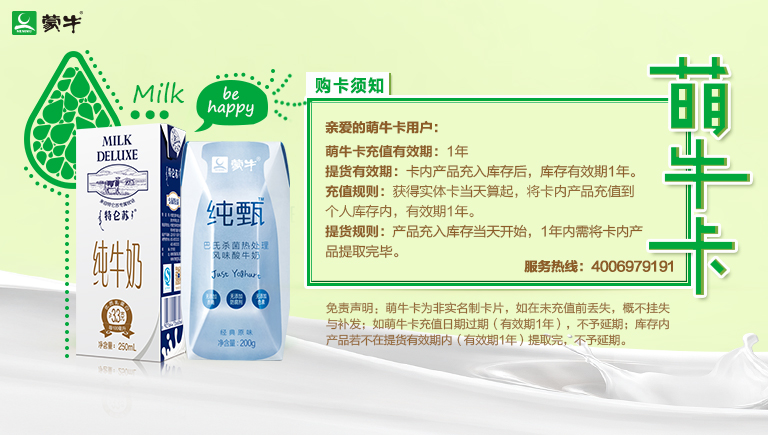 蒙牛
Milk
be
happy
购卡须知
萌牛卡
亲爱的萌牛卡用户：
萌牛卡充值有效期：1年
提货有效期：卡内产品充入库存后，库存有效期1年。
充值规则：获得实体卡当天算起，将卡内产品充值到
个人库存内，有效期1年。
提货规则：产品充入库存当天开始，1年内需将卡内产
品提取完毕。
服务热线：4006979191
免责声明；萌牛卡为非实名制卡片，如在未充值前丢失，概不挂失
与补发；如萌牛卡充值日期过期（有效期1年），不予延期；库存内
产品若不在提货有效期内（有效期1年）提取完，不予延期。
MILK
DELUXE
特仑苏
纯牛奶
3.3
250mL
蒙牛
纯甄
巴氏杀菌热处理
风味酸牛奶
Just Yoghurt
经典原味
净含量:200g